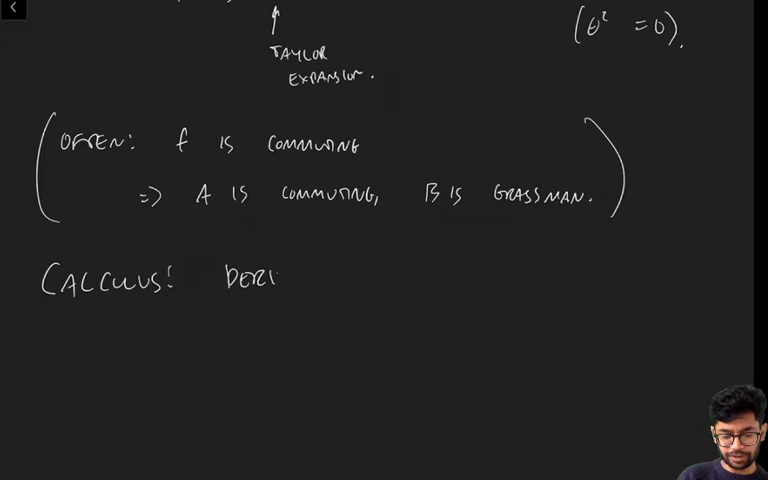 (θ² = 0).
↑
TAYLOR
EXPANSION.
(OFTEN: f IS COMMUTING
=> A IS COMMUTING, B IS GRASSMAN.)
CALCULUS: DERI